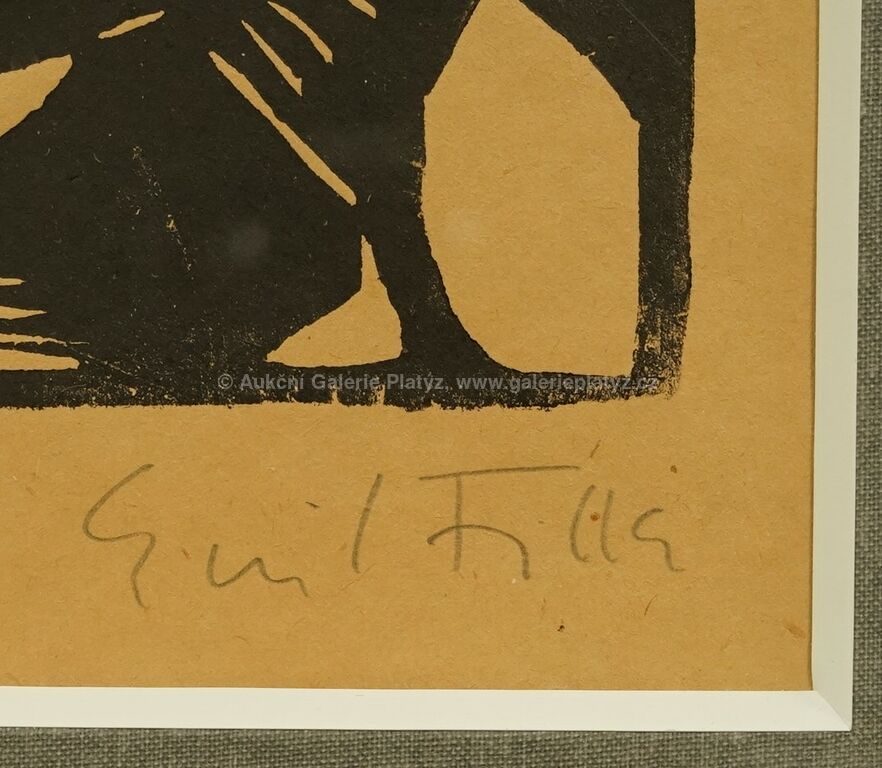 © Aukční Galerie Platýz, www.galerieplatyz.cz
Emil Filla